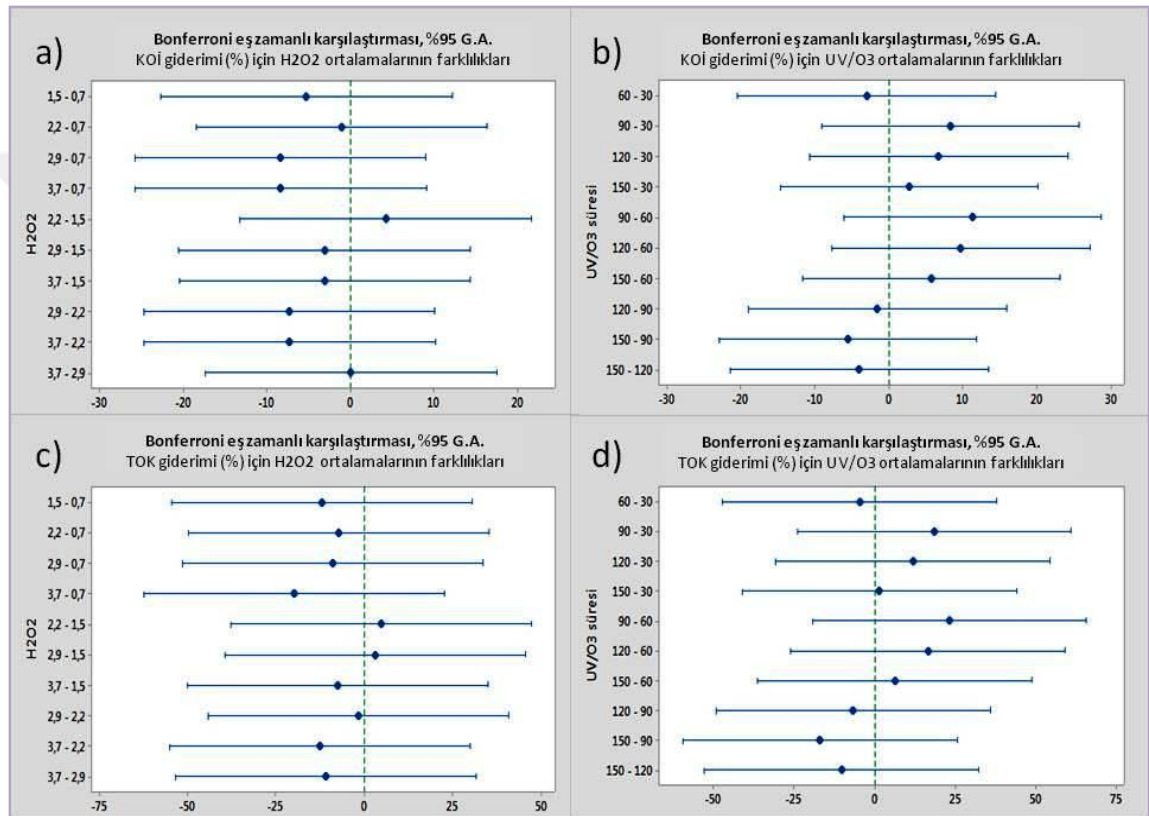 a)
Bonferroni eş zamanlı karşılaştırması, %95 G.A.
KOİ giderimi (%) için H2O2 ortalamalarının farklılıkları
H2O2
1,5 - 0,7
2,2 - 0,7
2,9 - 0,7
3,7 - 0,7
2,2 - 1,5
2,9 - 1,5
3,7 - 1,5
2,9 - 2,2
3,7 - 2,2
3,7 - 2,9
-30 -20 -10 0 10 20
b)
Bonferroni eş zamanlı karşılaştırması, %95 G.A.
KOİ giderimi (%) için UV/O3 ortalamalarının farklılıkları
UV/O3 süresi
60 - 30
90 - 30
120 - 30
150 - 30
90 - 60
120 - 60
150 - 60
120 - 90
150 - 90
150 - 120
-30 -20 -10 0 10 20 30
c)
Bonferroni eş zamanlı karşılaştırması, %95 G.A.
TOK giderimi (%) için H2O2 ortalamalarının farklılıkları
H2O2
1,5 - 0,7
2,2 - 0,7
2,9 - 0,7
3,7 - 0,7
2,2 - 1,5
2,9 - 1,5
3,7 - 1,5
2,9 - 2,2
3,7 - 2,2
3,7 - 2,9
-75 -50 -25 0 25 50
d)
Bonferroni eş zamanlı karşılaştırması, %95 G.A.
TOK giderimi (%) için UV/O3 ortalamalarının farklılıkları
UV/O3 süresi
60 - 30
90 - 30
120 - 30
150 - 30
90 - 60
120 - 60
150 - 60
120 - 90
150 - 90
150 - 120
-50 -25 0 25 50 75